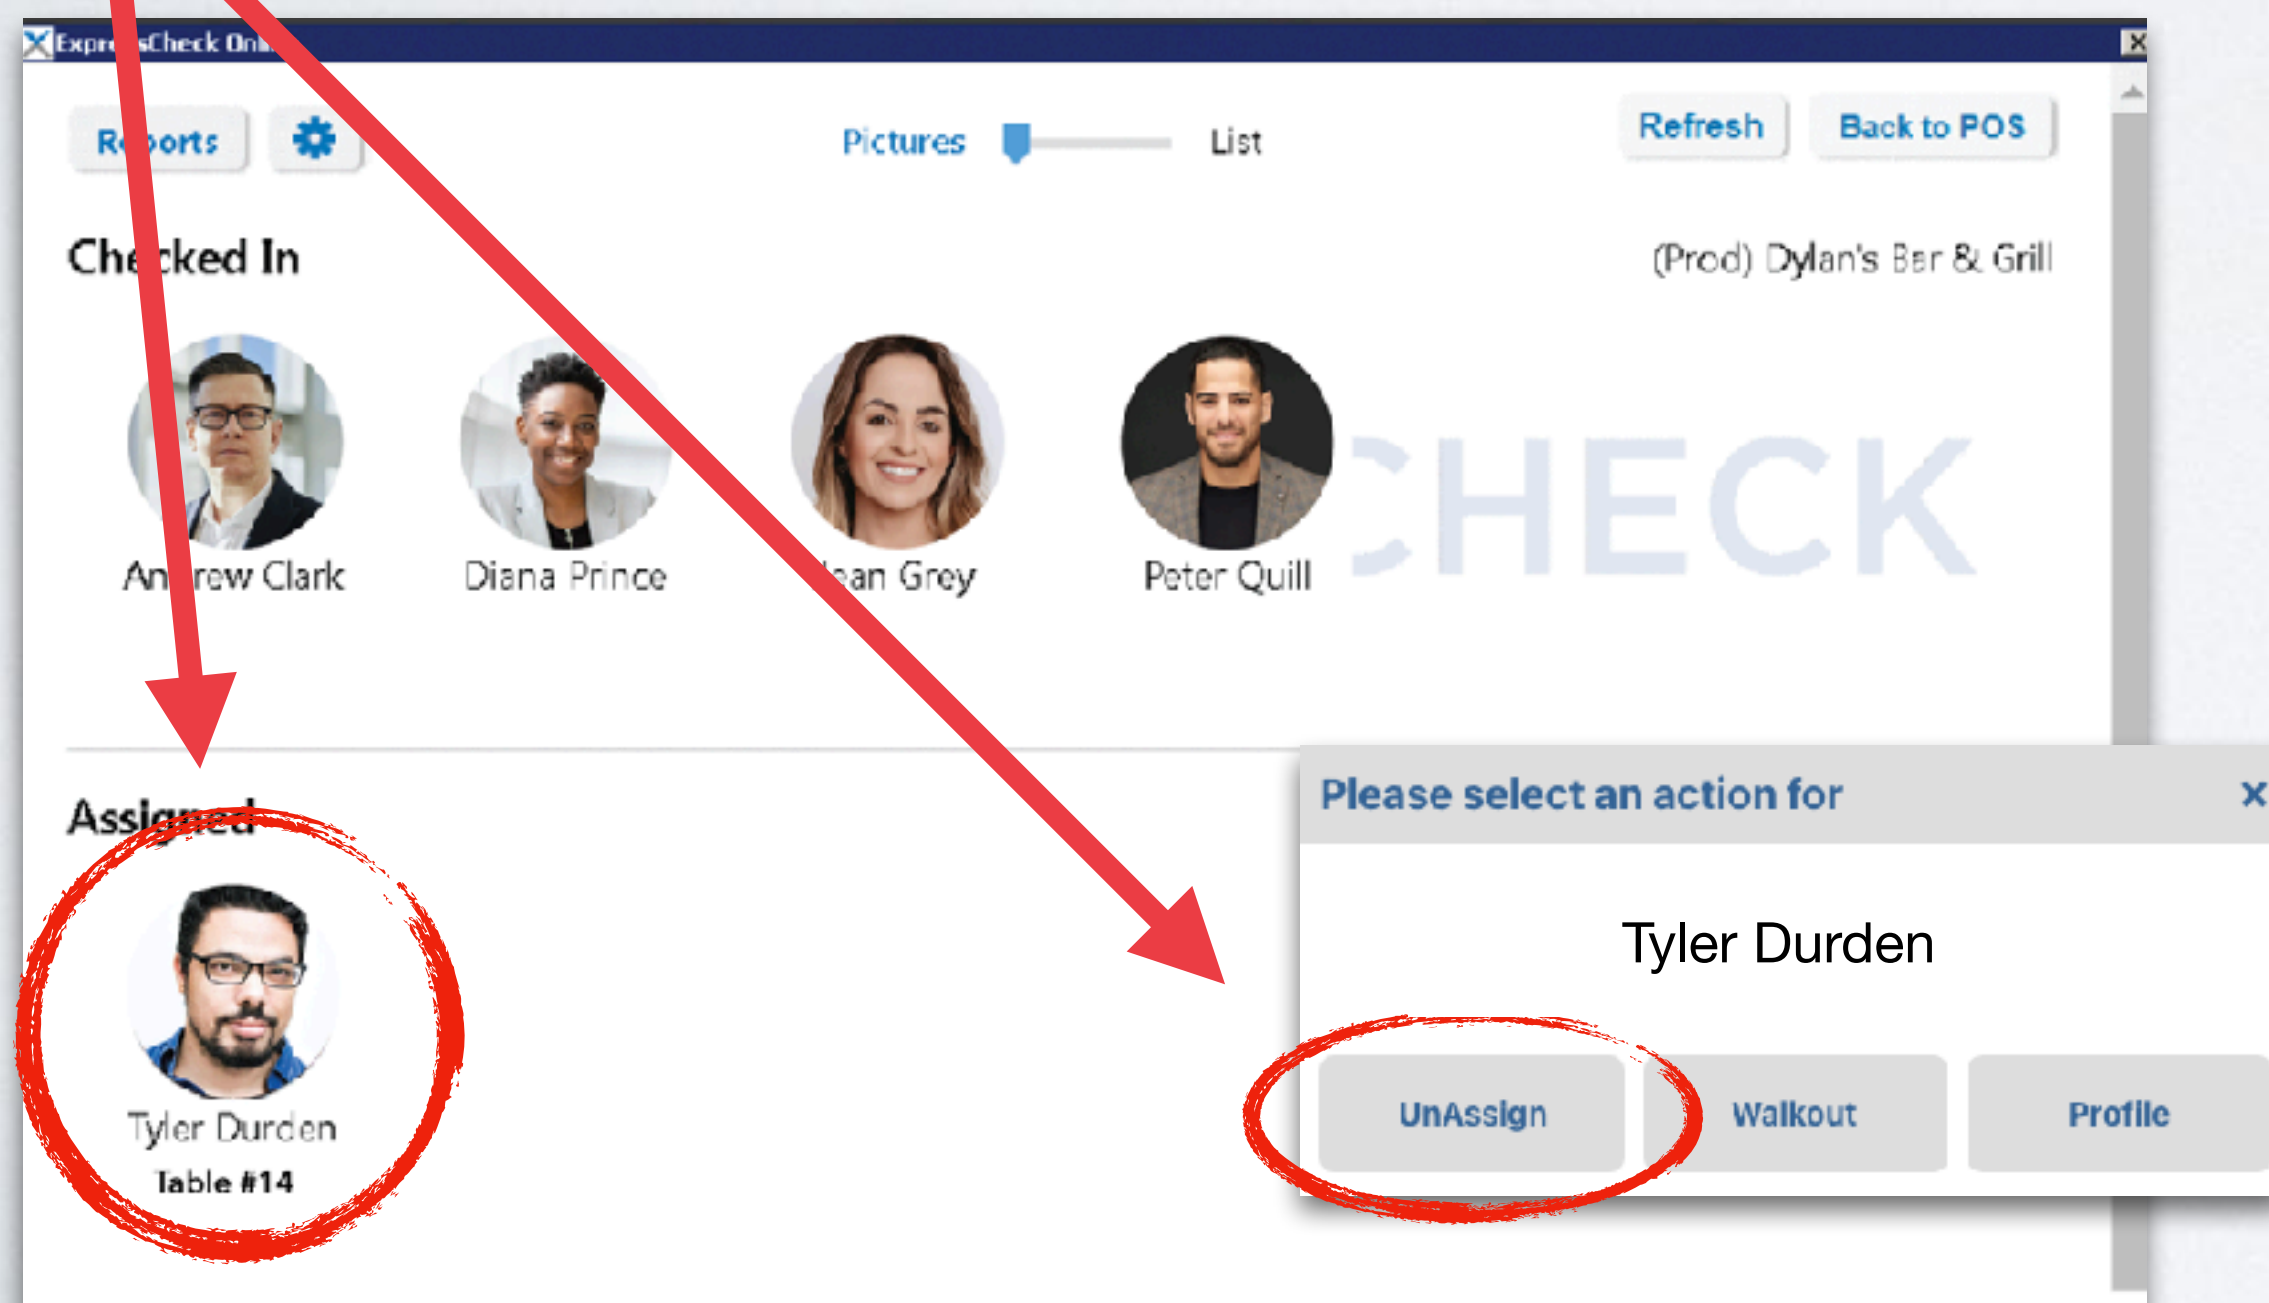 Reports
Pictures
List
Refresh
Back to POS
Checked In
(Prod) Dylan's Bar & Grill
Andrew Clark
Diana Prince
Jean Grey
Peter Quill
CHECK
Assigned
Please select an action for
x
Tyler Durden
UnAssign
Walkout
Profile
Tyler Durden
Table #14